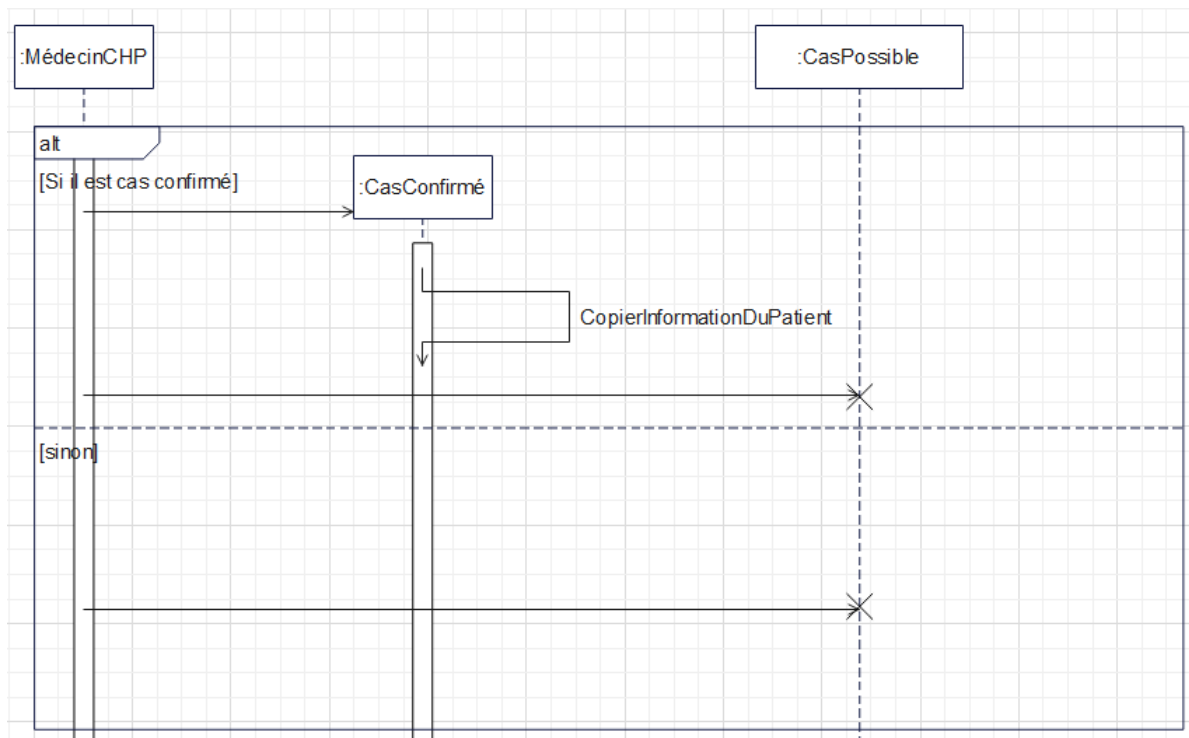 :MédecinCHP
:CasPossible
alt
[Si il est cas confirmé]
:CasConfirmé
CopierInformationDuPatient
[sinon]